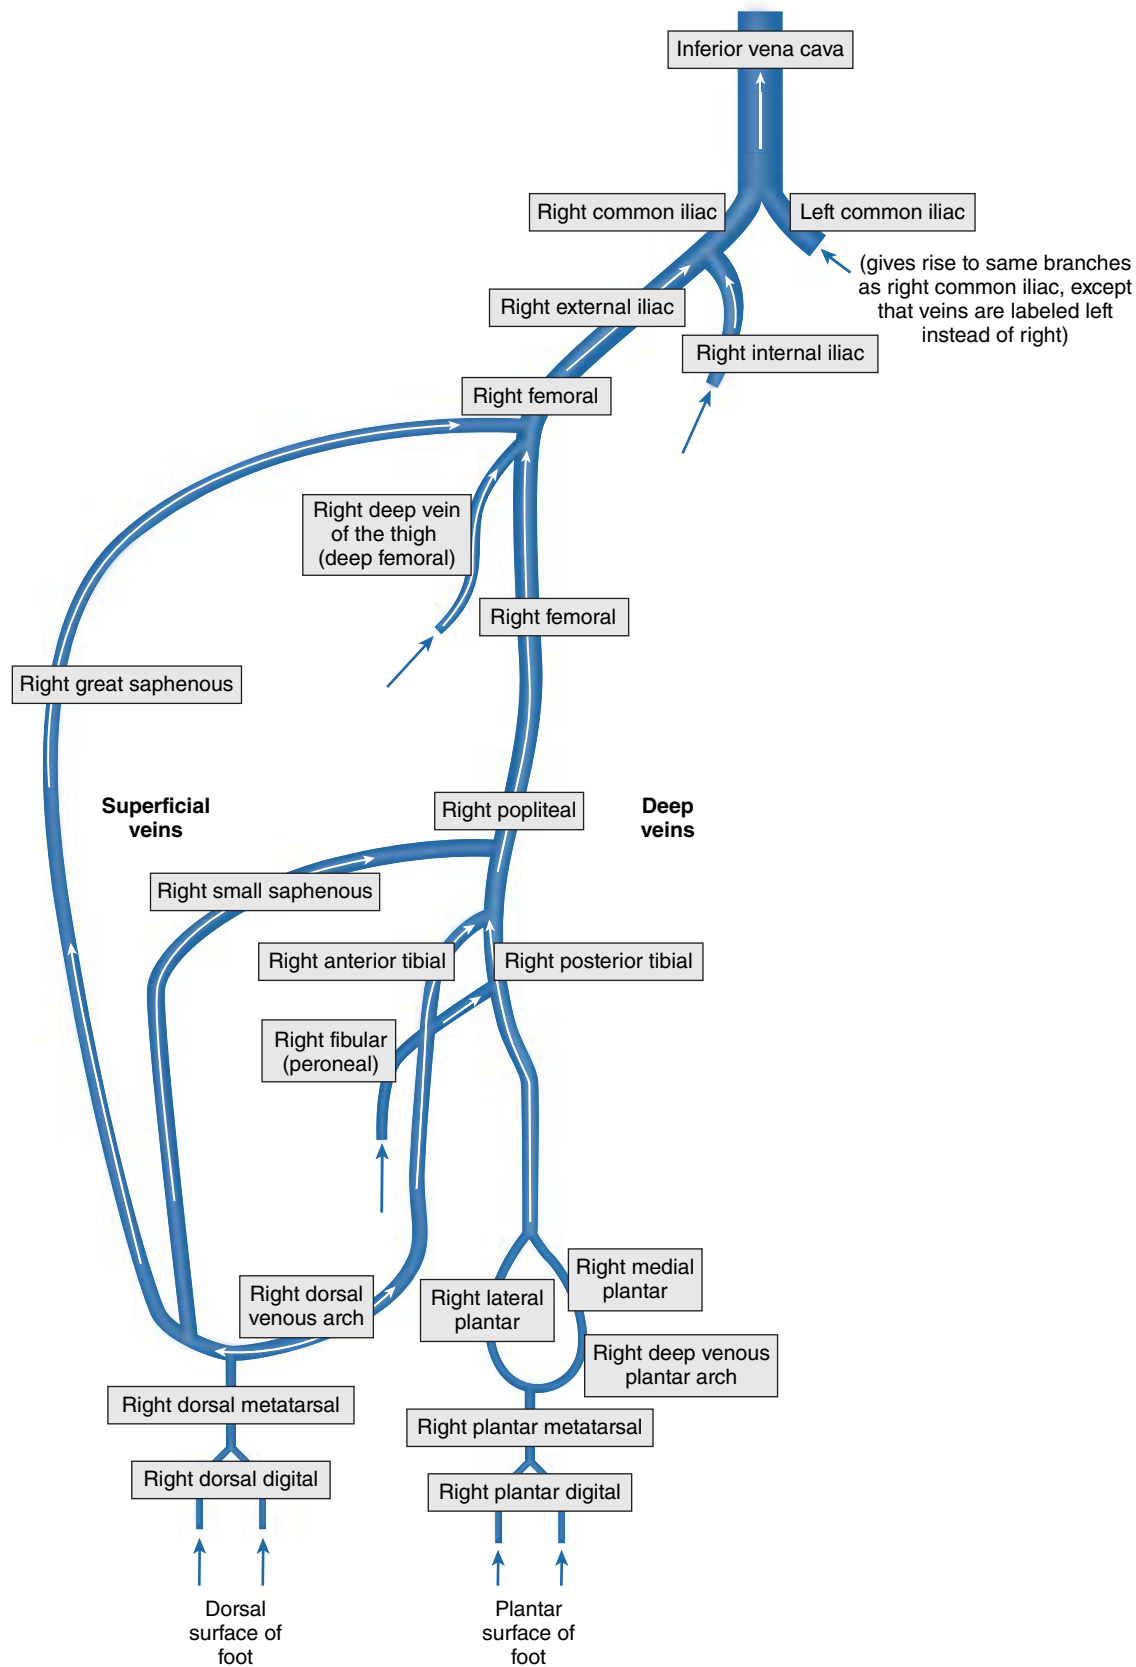 Inferior vena cava
Right common iliac
Left common iliac
(gives rise to same branches
as right common iliac, except
that veins are labeled left
instead of right)
Right external iliac
Right internal iliac
Right femoral
Right deep vein
of the thigh
(deep femoral)
Right femoral
Right great saphenous
Superficial
veins
Right popliteal
Deep
veins
Right small saphenous
Right anterior tibial
Right posterior tibial
Right fibular
(peroneal)
Right dorsal
venous arch
Right lateral
plantar
Right medial
plantar
Right deep venous
plantar arch
Right dorsal metatarsal
Right plantar metatarsal
Right dorsal digital
Right plantar digital
Dorsal
surface of
foot
Plantar
surface of
foot